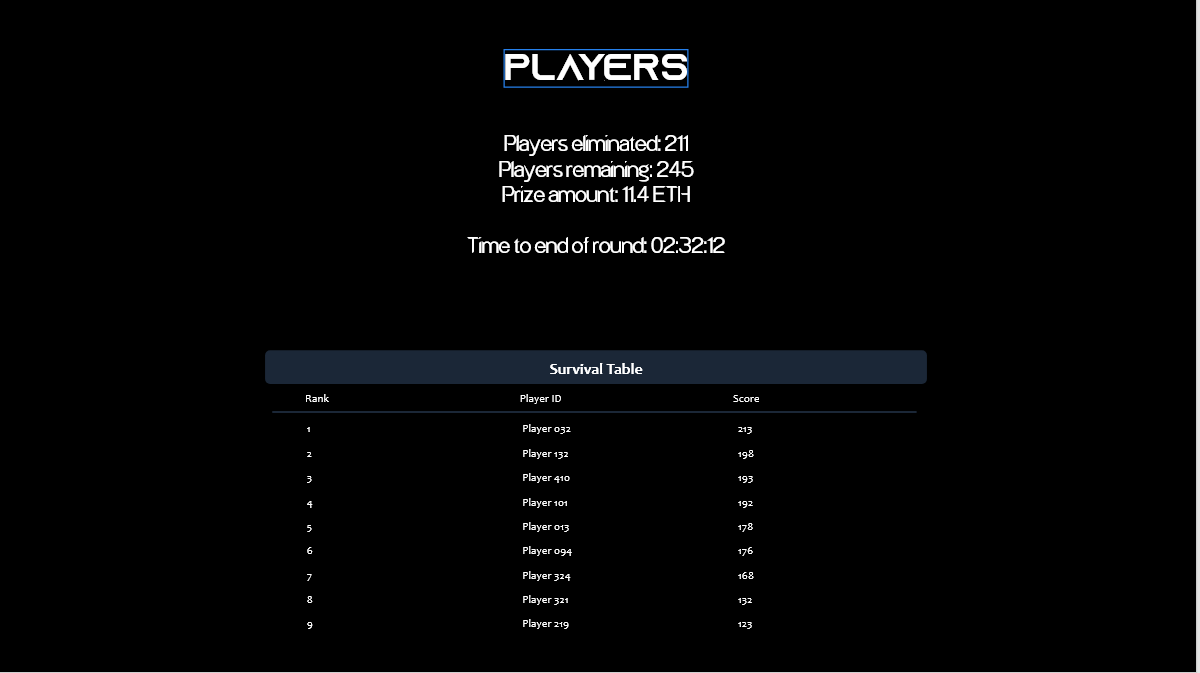 PLAYERS
Players eliminated: 211
Players remaining: 245
Prize amount: 11.4 ETH
Time to end of round: 02:32:12
Survival Table
Rank Player ID Score
1 Player 032 213
2 Player 132 198
3 Player 410 193
4 Player 101 192
5 Player 013 178
6 Player 094 176
7 Player 324 168
8 Player 321 132
9 Player 219 123